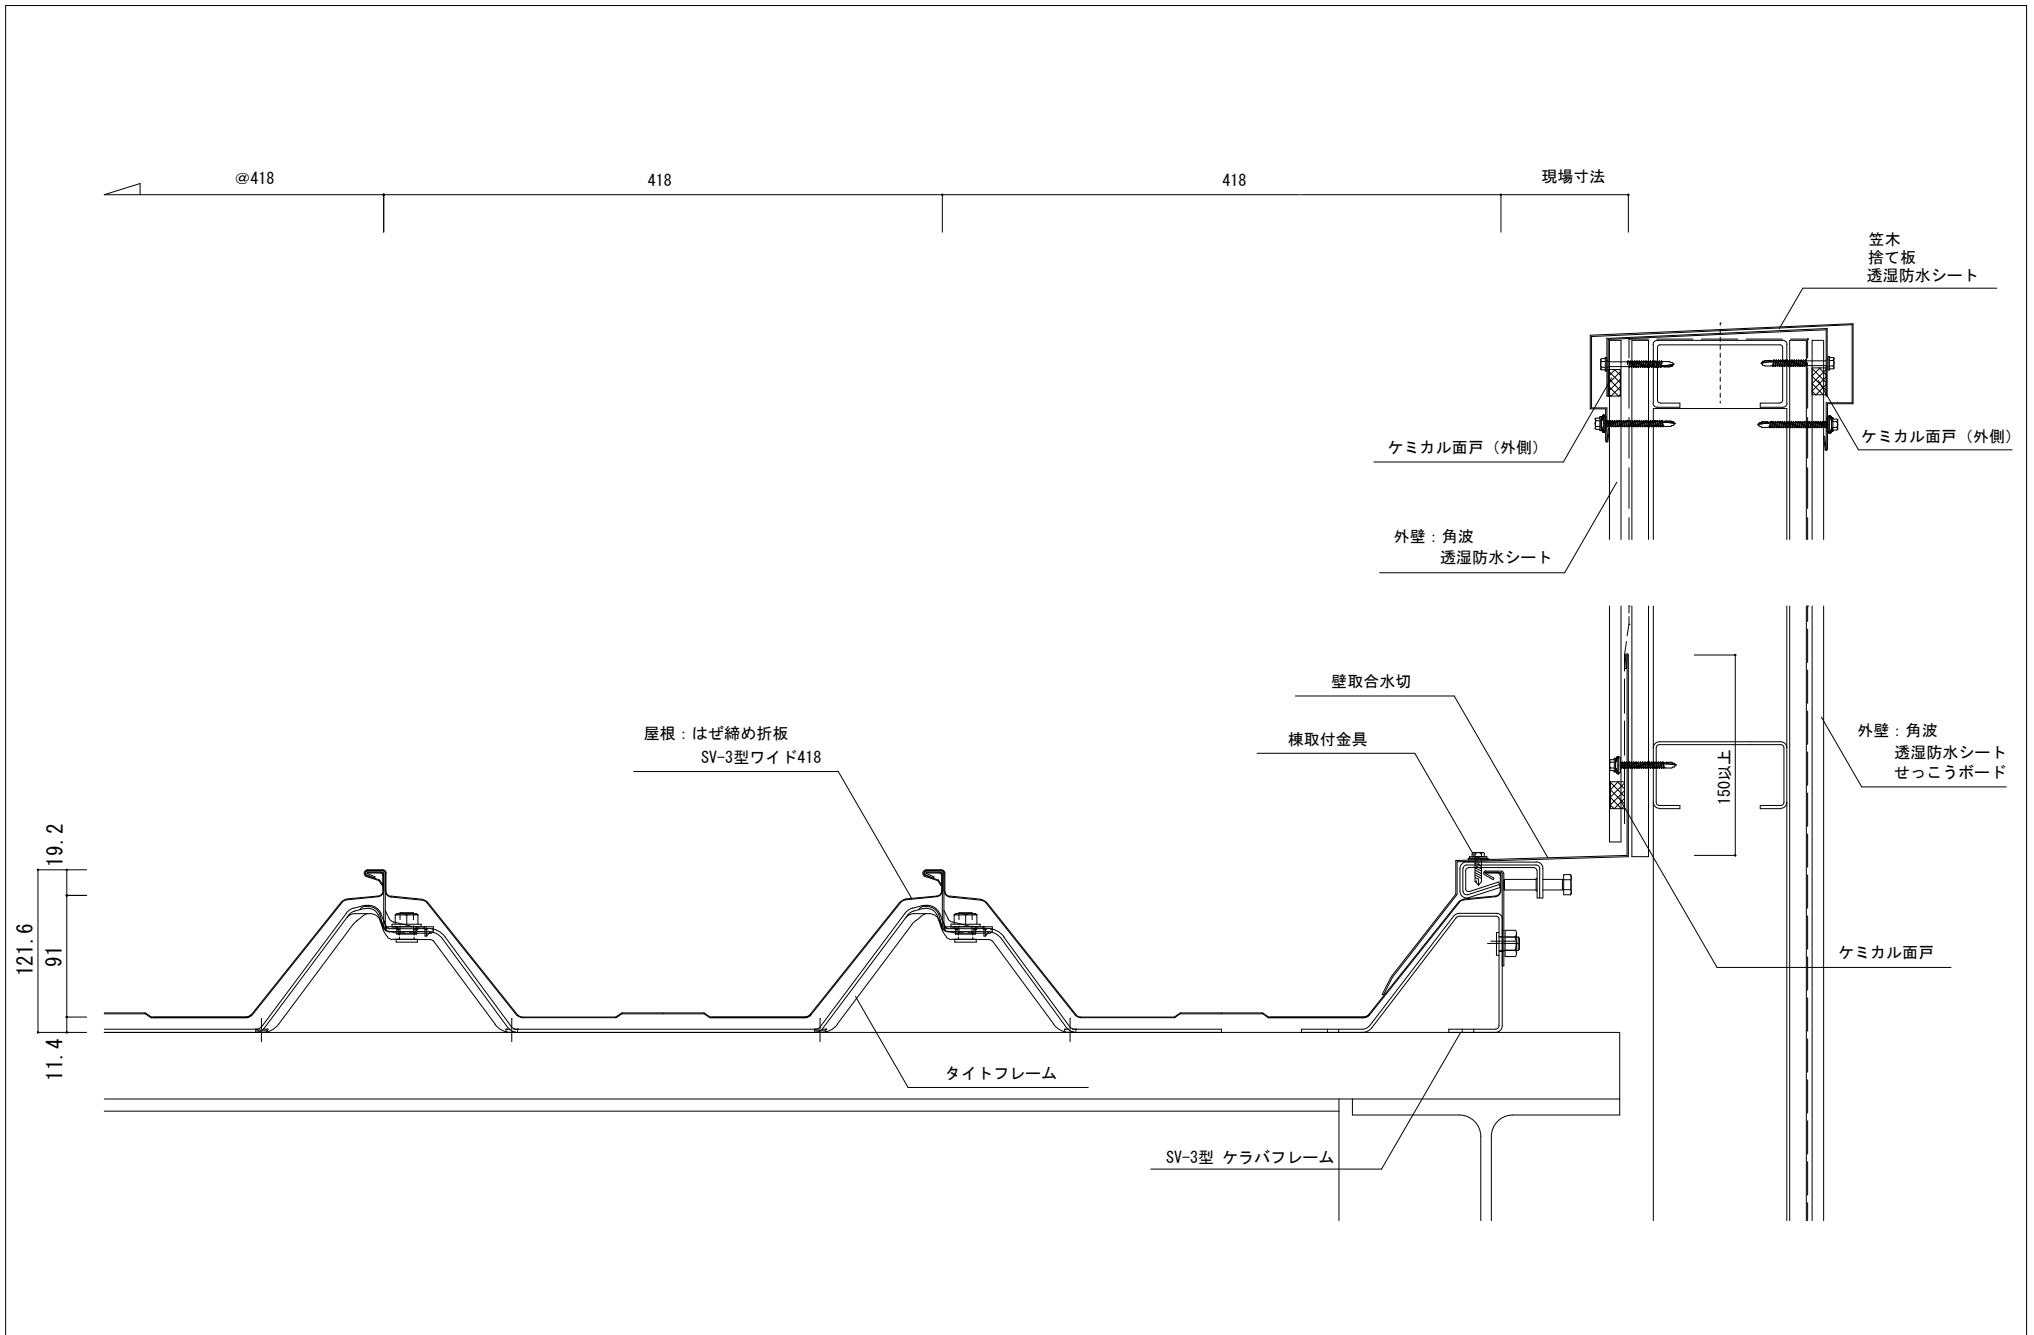 @418
418
418
現場寸法
笠木
捨て板
透湿防水シート
ケミカル面戸（外側）
ケミカル面戸（外側）
外壁：角波
透湿防水シート
壁取合水切
屋根：はぜ締め折板
SV-3型ワイド418
棟取付金具
150以上
外壁：角波
透湿防水シート
せっこうボード
19.2
121.6
91
11.4
ケミカル面戸
タイトフレーム
SV-3型 ケラバフレーム